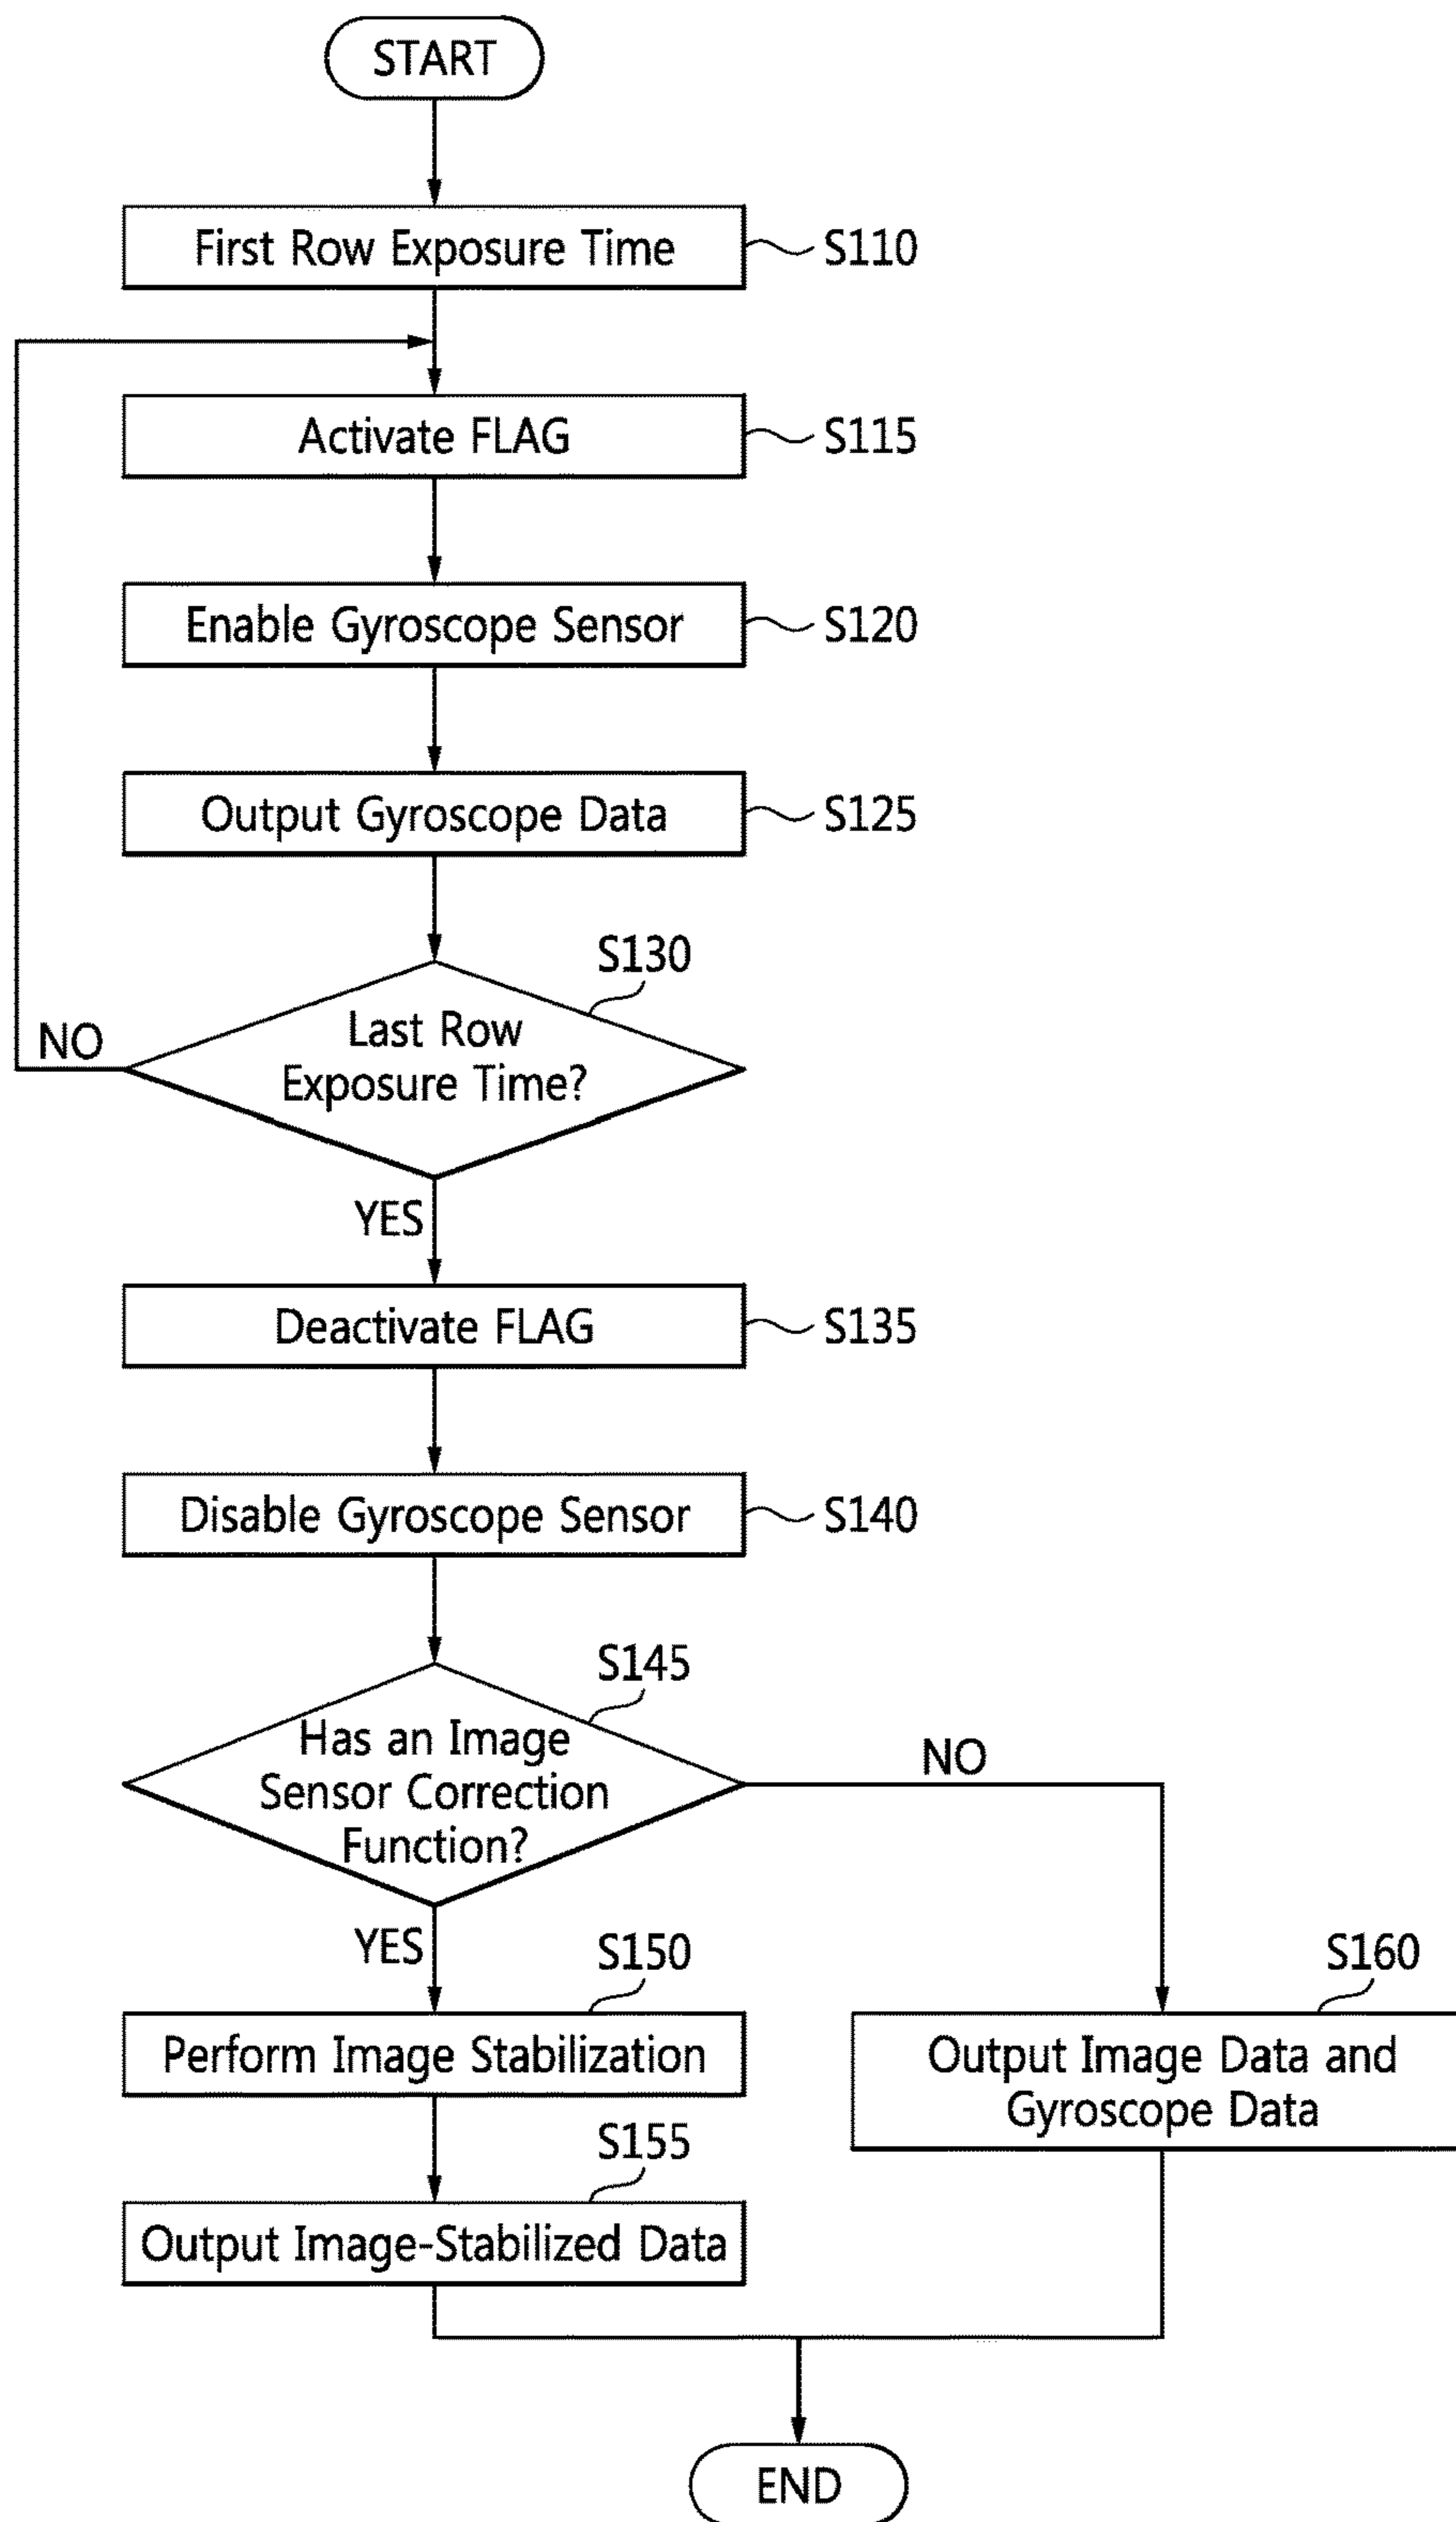 START
First Row Exposure Time
S110
Activate FLAG
S115
Enable Gyroscope Sensor
S120
Output Gyroscope Data
S125
S130
Last Row
Exposure Time?
NO
YES
Deactivate FLAG
S135
Disable Gyroscope Sensor
S140
S145
Has an Image
Sensor Correction
Function?
NO
YES
S150
Perform Image Stabilization
S160
Output Image Data and
Gyroscope Data
S155
Output Image-Stabilized Data
END